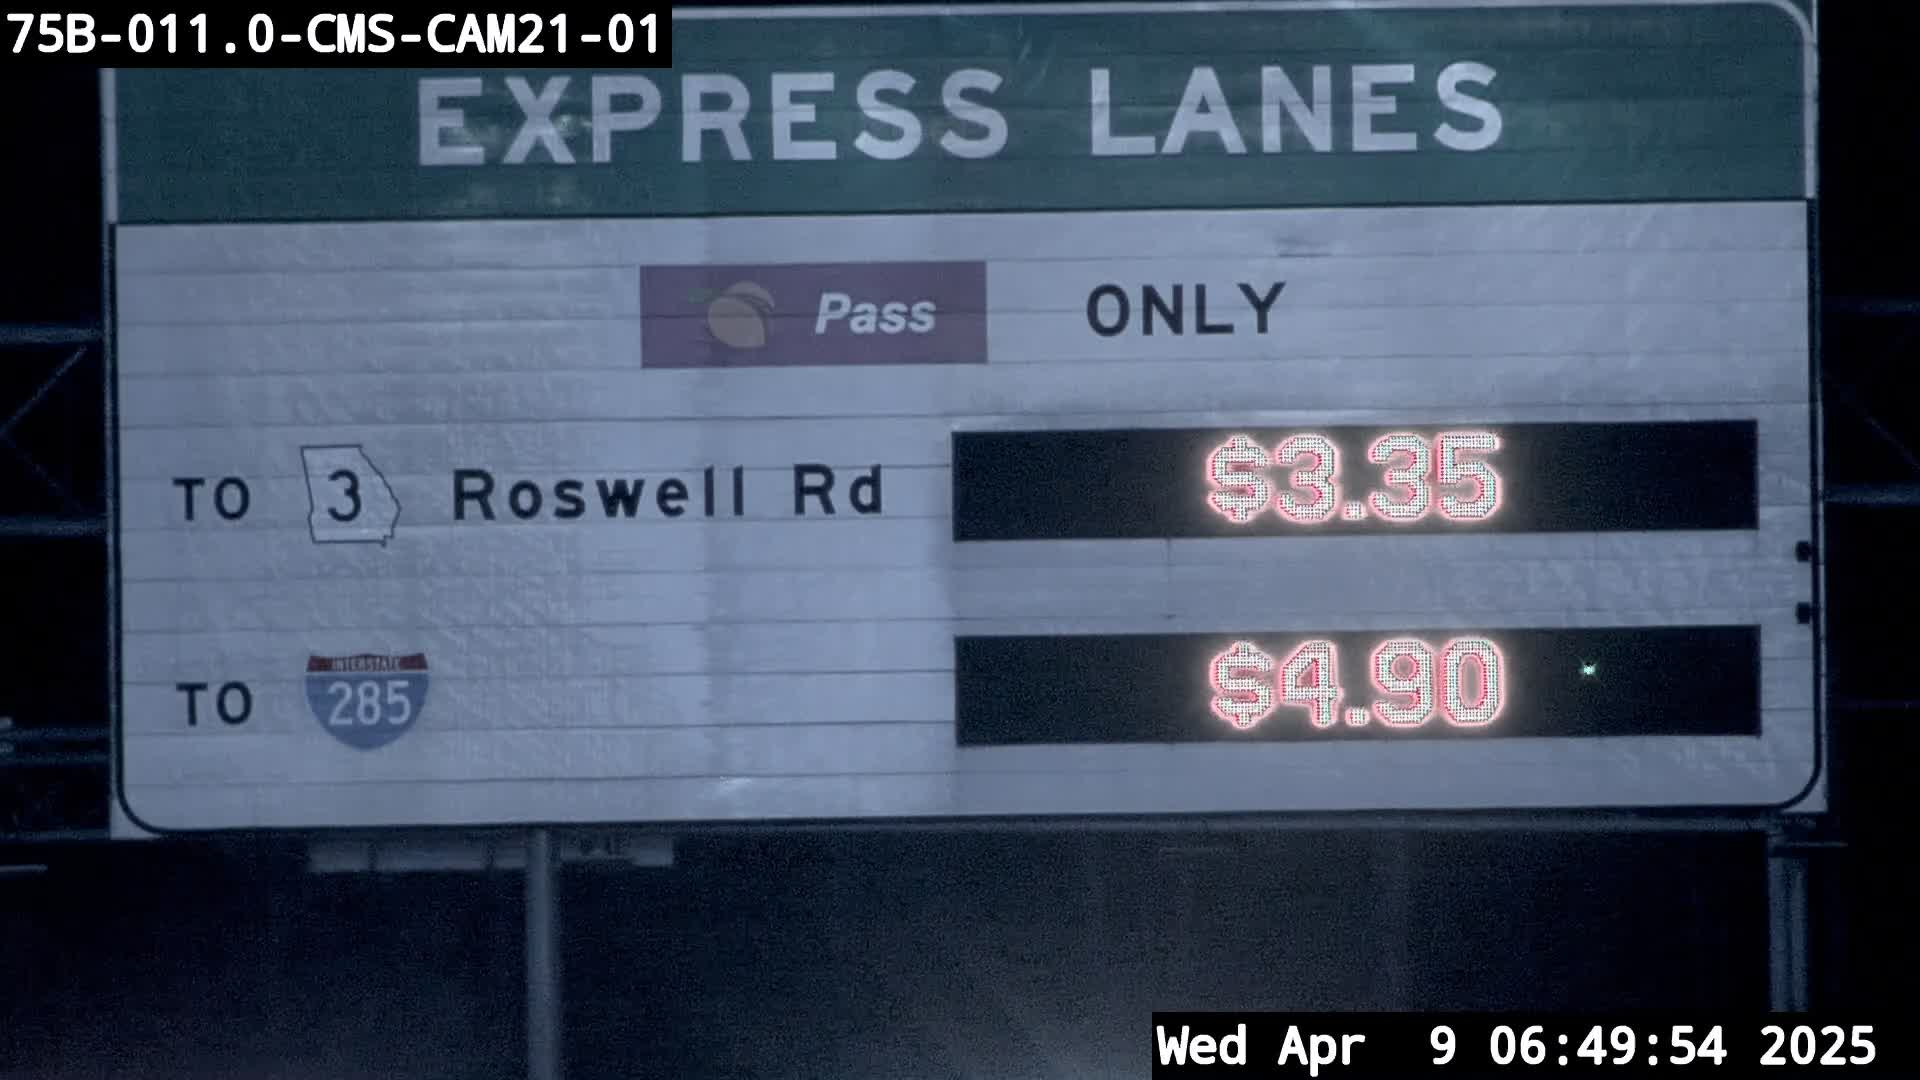 75B-011.0-CMS-CAM21-01
EXPRESS LANES
Pass ONLY
TO 3 Roswell Rd $3.35
TO INTERSTATE 285 $4.90
Wed Apr 9 06:49:54 2025